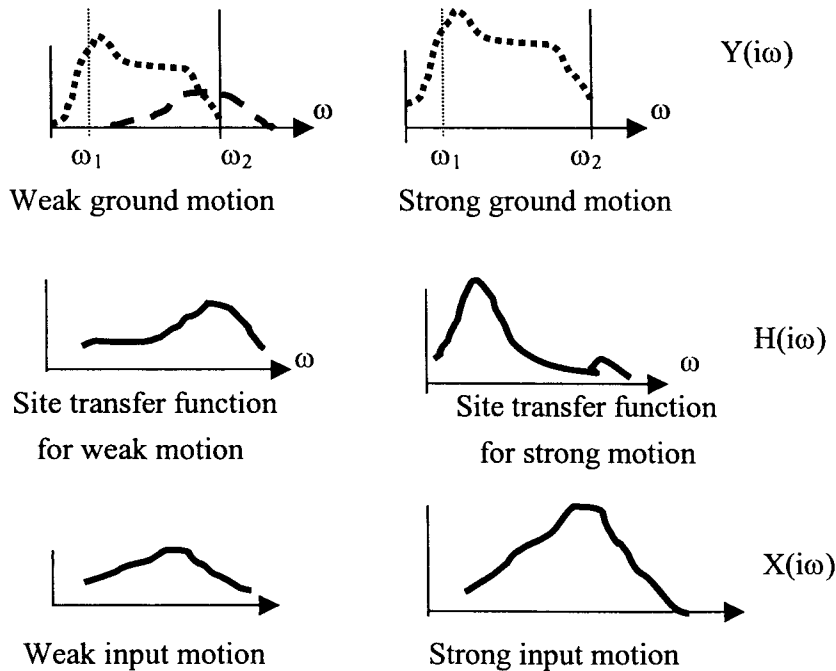 Y(iω)
ω
ω
ω₁
ω₂
ω₁
ω₂
Weak ground motion
Strong ground motion
H(iω)
ω
ω
Site transfer function
for weak motion
Site transfer function
for strong motion
X(iω)
Weak input motion
Strong input motion